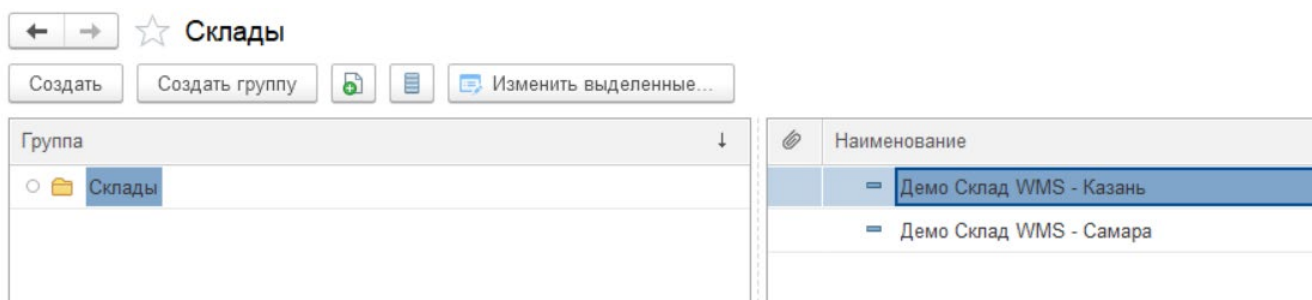 Склады
Создать Создать группу Изменить выделенные...
Группа ↓ Наименование
Склады Демо Склад WMS - Казань
Демо Склад WMS - Самара